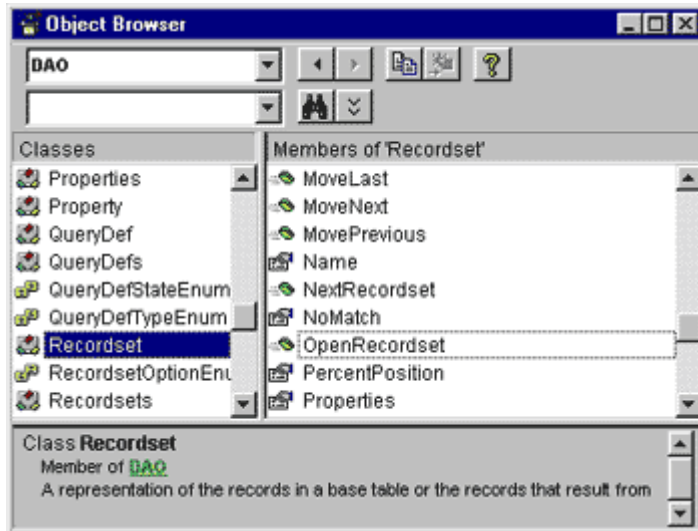 Object Browser
DAO
Classes
Properties
Property
QueryDef
QueryDefs
QueryDefStateEnum
QueryDefTypeEnum
Recordset
RecordsetOptionEnu
Recordsets
Members of 'Recordset'
MoveLast
MoveNext
MovePrevious
Name
NextRecordset
NoMatch
OpenRecordset
PercentPosition
Properties
Class Recordset
Member of DAO
A representation of the records in a base table or the records that result from